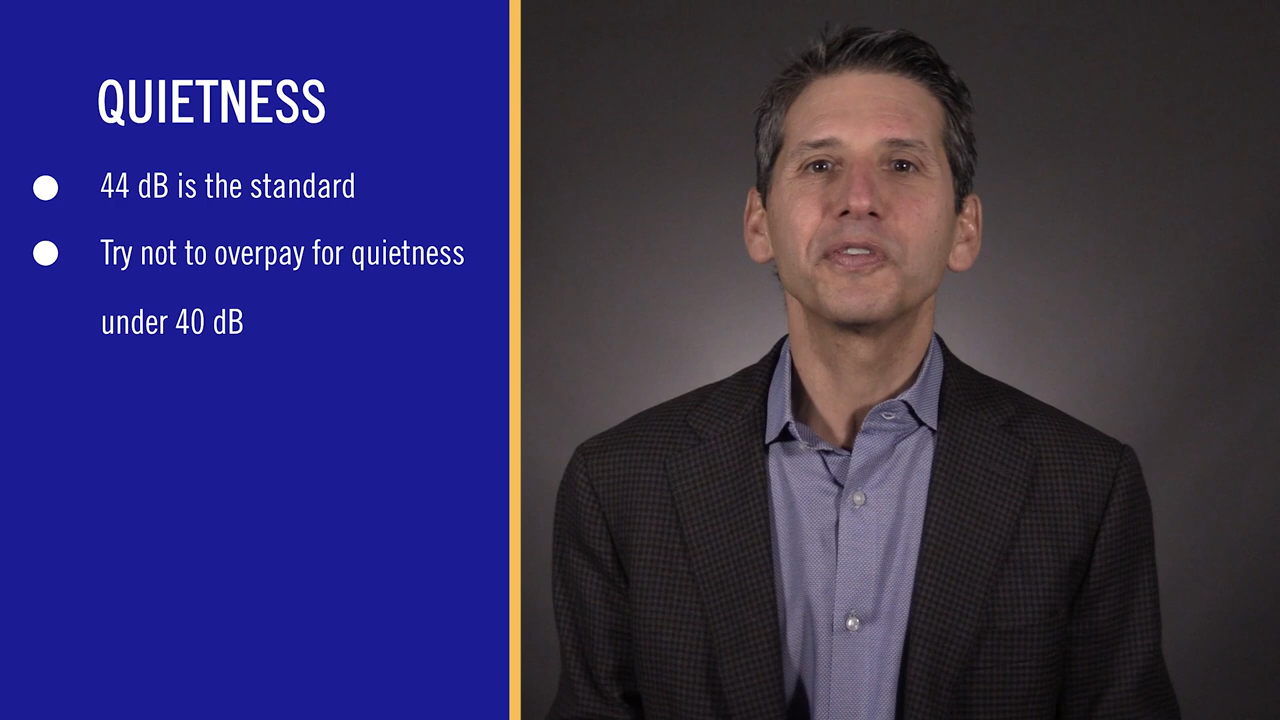 QUIETNESS
44 dB is the standard
Try not to overpay for quietness
under 40 dB